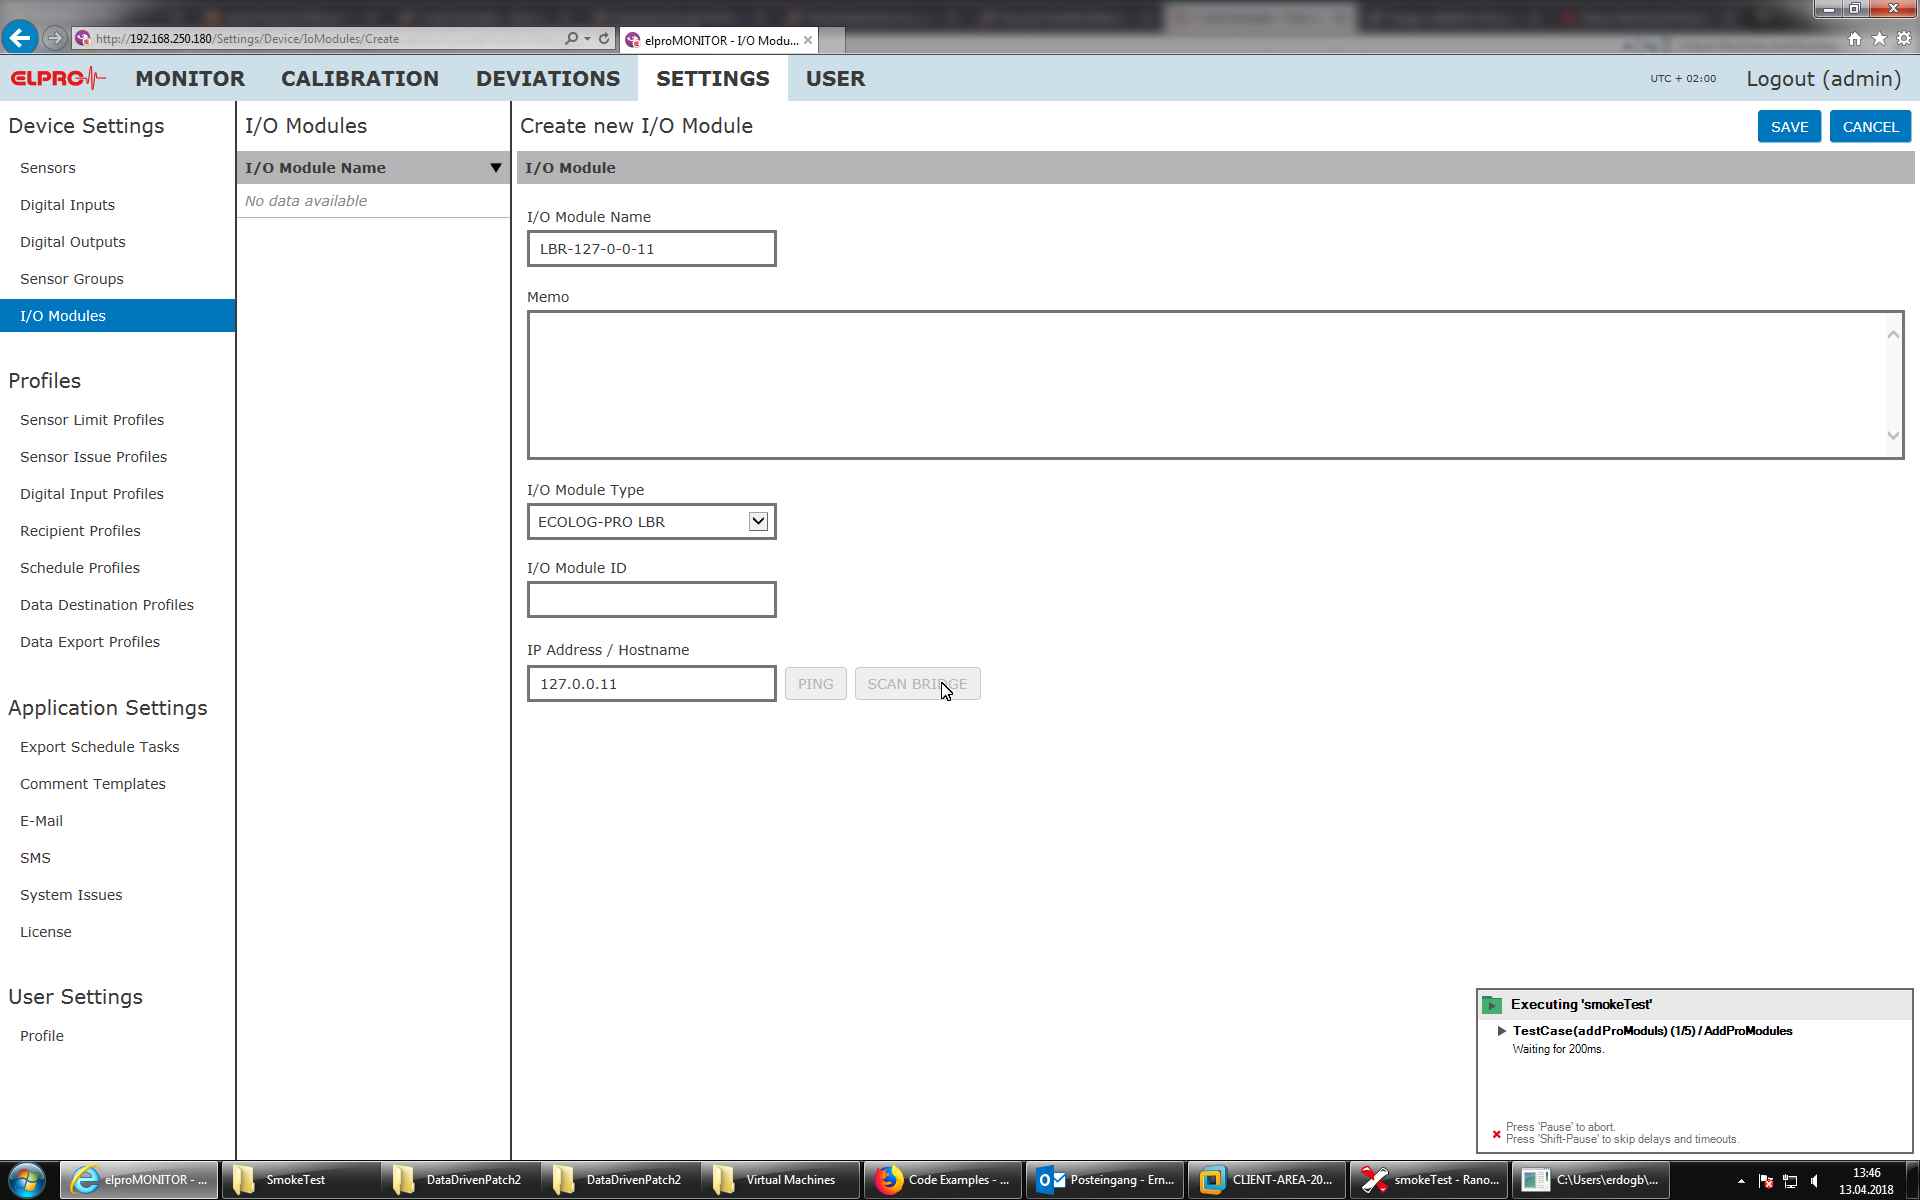 http://192.168.250.180/Settings/Device/IoModules/Create
elproMONITOR - I/O Modu...
ELPRO
MONITOR
CALIBRATION
DEVIATIONS
SETTINGS
USER
UTC + 02:00
Logout (admin)
Device Settings
Sensors
Digital Inputs
Digital Outputs
Sensor Groups
I/O Modules
Profiles
Sensor Limit Profiles
Sensor Issue Profiles
Digital Input Profiles
Recipient Profiles
Schedule Profiles
Data Destination Profiles
Data Export Profiles
Application Settings
Export Schedule Tasks
Comment Templates
E-Mail
SMS
System Issues
License
User Settings
Profile
I/O Modules
I/O Module Name
No data available
Create new I/O Module
SAVE
CANCEL
I/O Module
I/O Module Name
LBR-127-0-0-11
Memo
I/O Module Type
ECOLOG-PRO LBR
I/O Module ID
IP Address / Hostname
127.0.0.11
PING
SCAN BRIDGE
Executing 'smokeTest'
TestCase(addProModuls) (1/5) / AddProModules
Waiting for 200ms.
Press 'Pause' to abort.
Press 'Shift-Pause' to skip delays and timeouts.
elproMONITOR - ...
SmokeTest
DataDrivenPatch2
DataDrivenPatch2
Virtual Machines
Code Examples - ...
Posteingang - Ern...
CLIENT-AREA-20...
smokeTest - Rano...
C:\Users\erdogb\...
13:46
13.04.2018